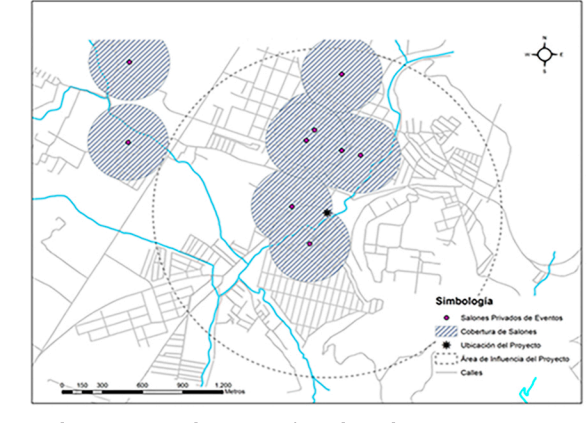 N
H E
S
Simbología
Salones Privados de Eventos
Cobertura de Salones
Ubicación del Proyecto
Área de Influencia del Proyecto
Calles
0 150 300 600 900 1.200
Metros